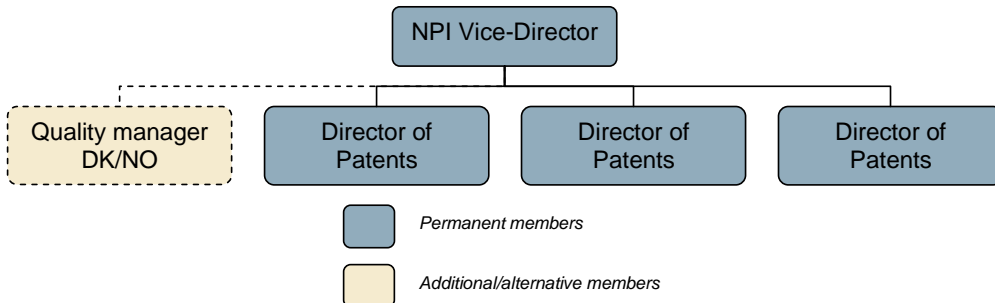 NPI Vice-Director
Quality manager
DK/NO
Director of
Patents
Director of
Patents
Director of
Patents
Permanent members
Additional/alternative members